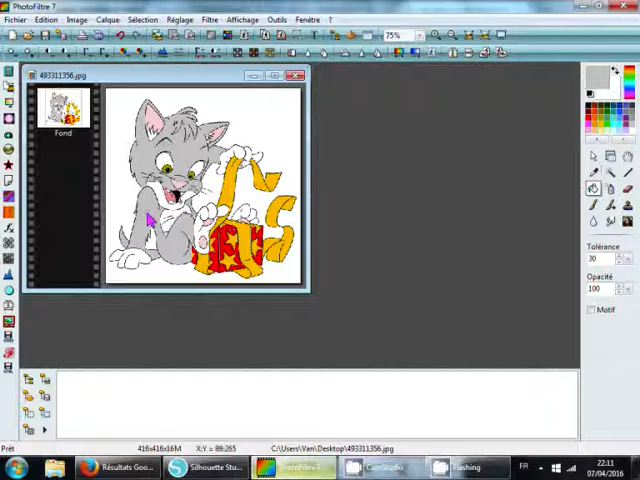 PhotoFiltre 7
Fichier Edition Image Calque Sélection Réglage Filtre Affichage Outils Fenêtre ?
75%
493311356.jpg
Fond
Tolérance
30
Opacité
100
Motif
Prêt 416x416x16M X;Y = 86;265 C:\Users\Van\Desktop\493311356.jpg
Résultats Goo... Silhouette Stu... PhotoFiltre 7 CamStudio Flashing FR 22:11
07/04/2016